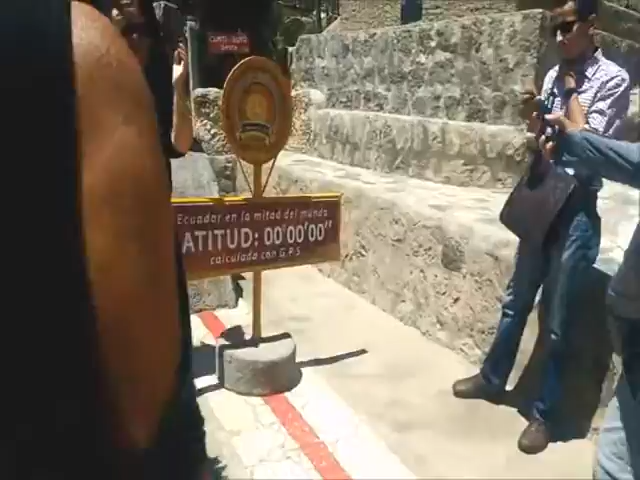 Ecuador en la mitad del mundo
ATITUD: 00°00'00"
calculada con G.P.S